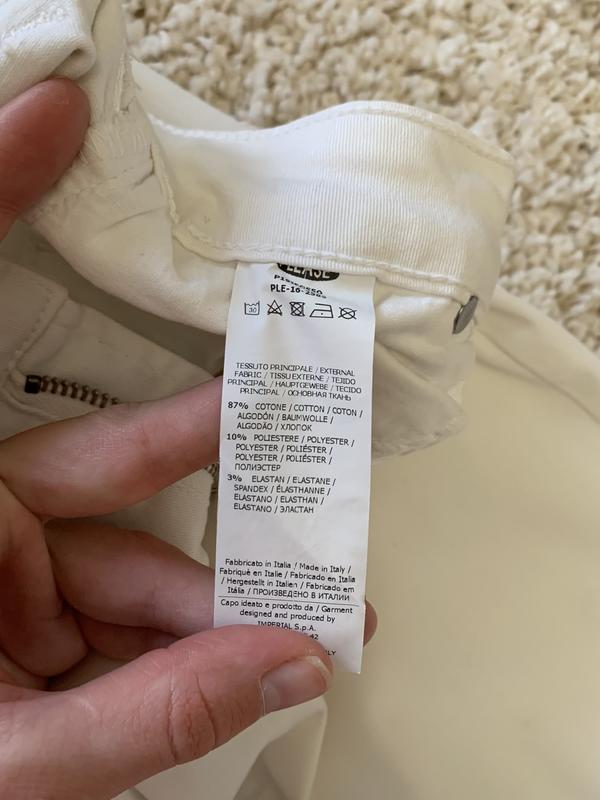 PLEASE
30
TESSUTO PRINCIPALE / EXTERNAL
FABRIC / TISSU EXTERNE / TEJIDO
PRINCIPAL / HAUPTGEWEBE / TECIDO
PRINCIPAL / ОСНОВНАЯ ТКАНЬ
87% COTONE / COTTON / COTON /
ALGODÓN / BAUMWOLLE /
ALGODÃO / ХЛОПОК
10% POLIESTERE / POLYESTER /
POLYESTER / POLIÉSTER /
POLYESTER / POLIÉSTER /
ПОЛИЭСТЕР
3% ELASTAN / ELASTANE /
SPANDEX / ÉLASTHANNE /
ELASTANO / ELASTHAN /
ELASTANO / ЭЛАСТАН
Fabbricato in Italia / Made in Italy /
Fabriqué en Italie / Fabricado en Italia
/ Hergestellt in Italien / Fabricado em
Itália / ПРОИЗВЕДЕНО В ИТАЛИИ
Capo ideato e prodotto da / Garment
designed and produced by
IMPERIAL S.p.A.
42